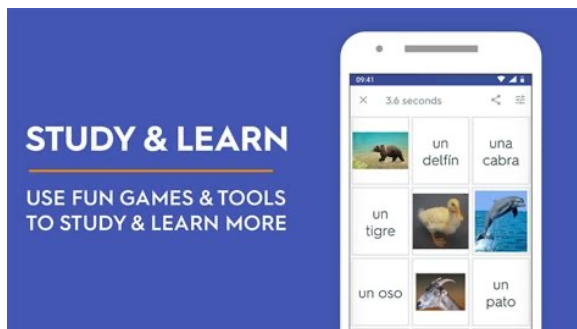 STUDY & LEARN
USE FUN GAMES & TOOLS
TO STUDY & LEARN MORE
09:41
3.6 seconds
un
delfín
una
cabra
un
tigre
un oso
un
pato